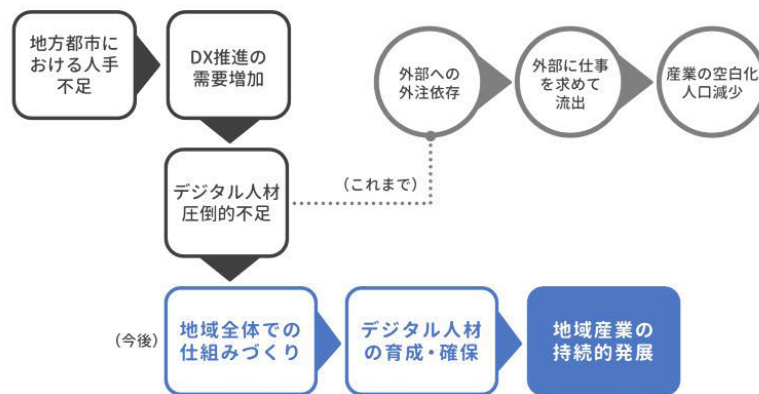 地方都市に
おける人手
不足
DX推進の
需要増加
外部への
外注依存
外部に仕事
を求めて
流出
産業の空白化
人口減少
デジタル人材
圧倒的不足
（これまで）
（今後）
地域全体での
仕組みづくり
デジタル人材
の育成・確保
地域産業の
持続的発展